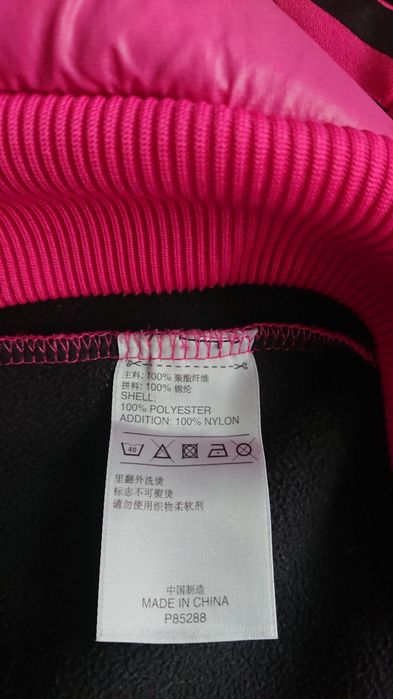 主料: 100% 聚酯纤维
拼料: 100% 锦纶
SHELL:
100% POLYESTER
ADDITION: 100% NYLON
40
里翻外洗烫
标志不可熨烫
请勿使用织物柔软剂
中国制造
MADE IN CHINA
P85288